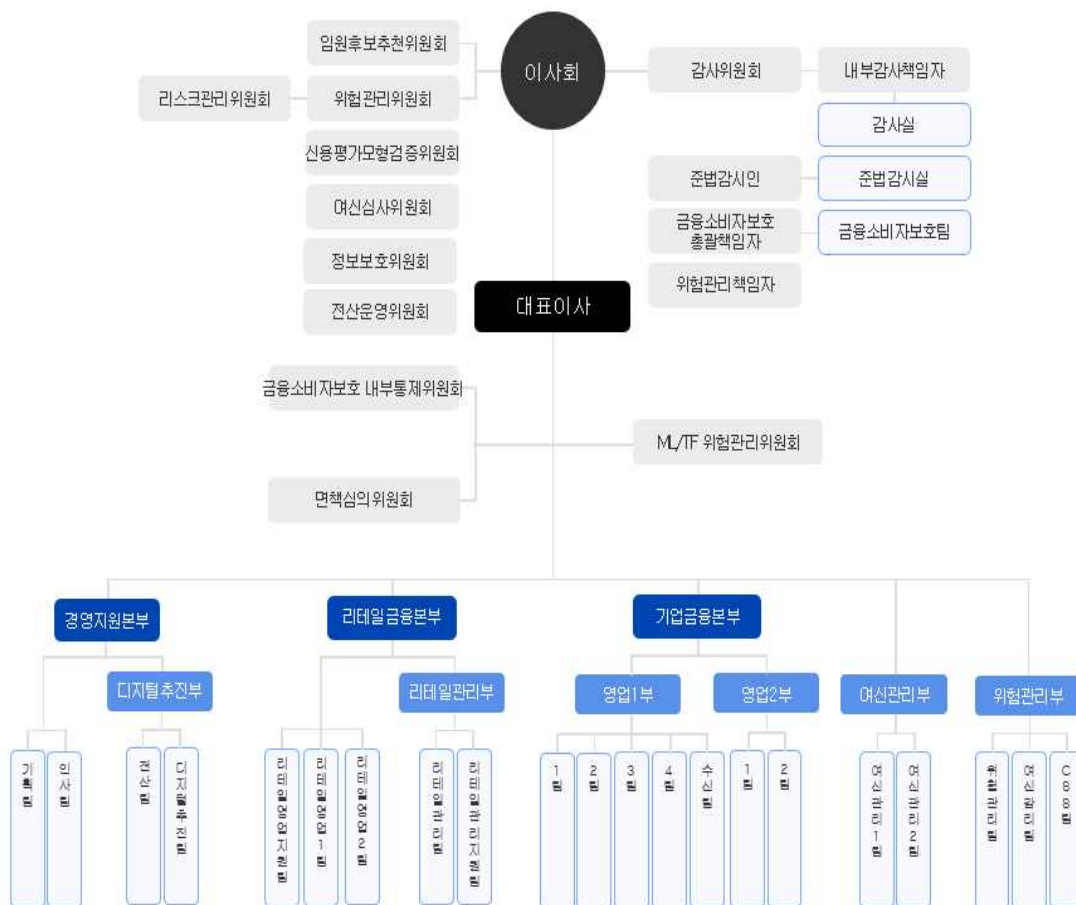 임원후보추천위원회
이사회
감사위원회
내부감사책임자
리스크관리위원회
위험관리위원회
감사실
신용평가모형검증위원회
준법감시인
준법감시실
여신심사위원회
금융소비자보호
총괄책임자
금융소비자보호팀
정보보호위원회
위험관리책임자
전산운영위원회
대표이사
금융소비자보호 내부통제위원회
ML/TF 위험관리위원회
면책심의위원회
경영지원본부
리테일금융본부
기업금융본부
디지털추진부
리테일관리부
영업1부
영업2부
여신관리부
위험관리부
기획팀
인사팀
전산팀
디지털추진팀
리테일영업지원팀
리테일영업1팀
리테일영업2팀
리테일관리팀
리테일관리지원팀
1팀
2팀
3팀
4팀
수신팀
1팀
2팀
여신관리1팀
여신관리2팀
위험관리팀